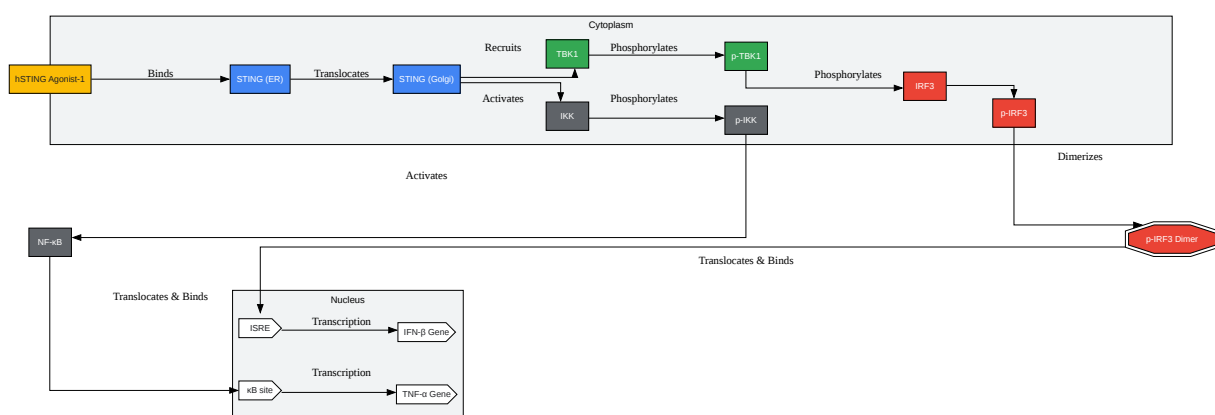 Cytoplasm
Recruits
TBK1
Phosphorylates
p-TBK1
hSTING Agonist-1
Binds
STING (ER)
Translocates
STING (Golgi)
Phosphorylates
IRF3
Activates
IKK
Phosphorylates
p-IKK
p-IRF3
Dimerizes
Activates
NF-κB
p-IRF3 Dimer
Translocates & Binds
Translocates & Binds
Nucleus
ISRE
Transcription
IFN-β Gene
κB site
Transcription
TNF-α Gene